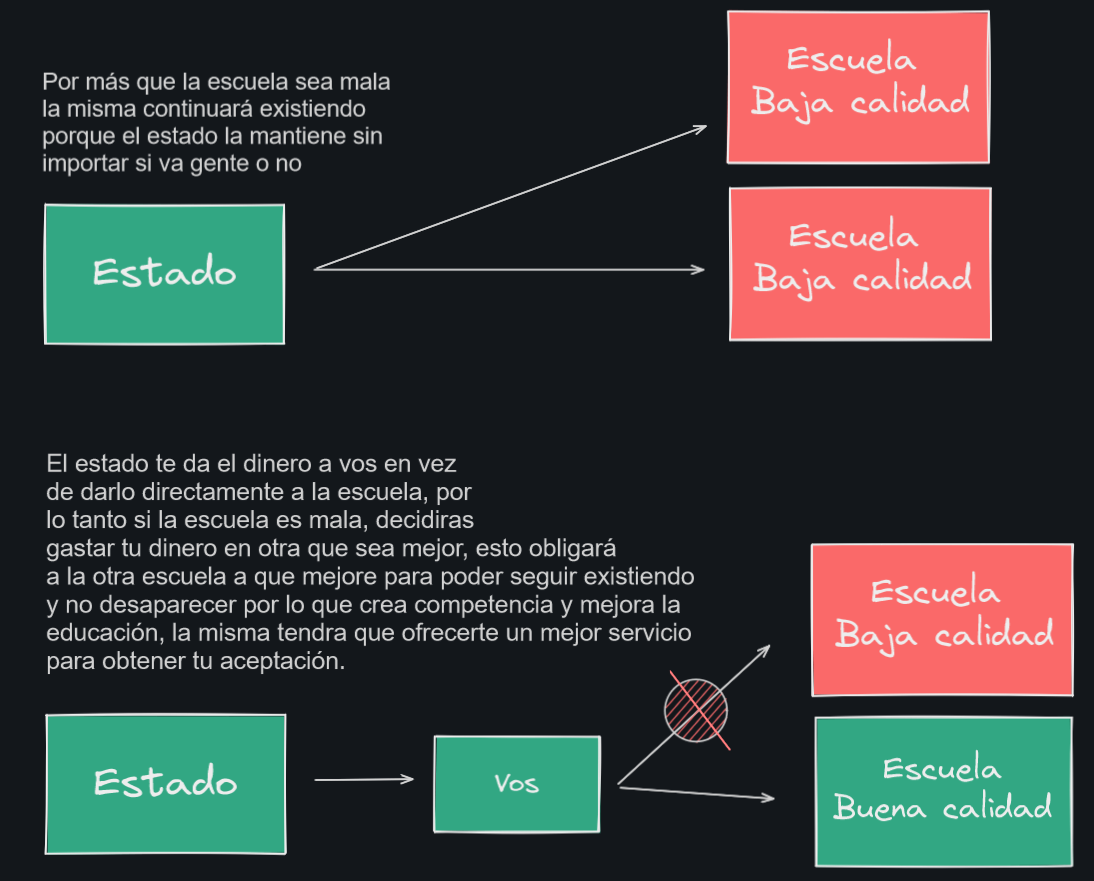 Por más que la escuela sea mala
la misma continuará existiendo
porque el estado la mantiene sin
importar si va gente o no
Estado
Escuela
Baja calidad
Escuela
Baja calidad
El estado te da el dinero a vos en vez
de darlo directamente a la escuela, por
lo tanto si la escuela es mala, decidiras
gastar tu dinero en otra que sea mejor, esto obligará
a la otra escuela a que mejore para poder seguir existiendo
y no desaparecer por lo que crea competencia y mejora la
educación, la misma tendra que ofrecerte un mejor servicio
para obtener tu aceptación.
Estado
Vos
Escuela
Baja calidad
Escuela
Buena calidad